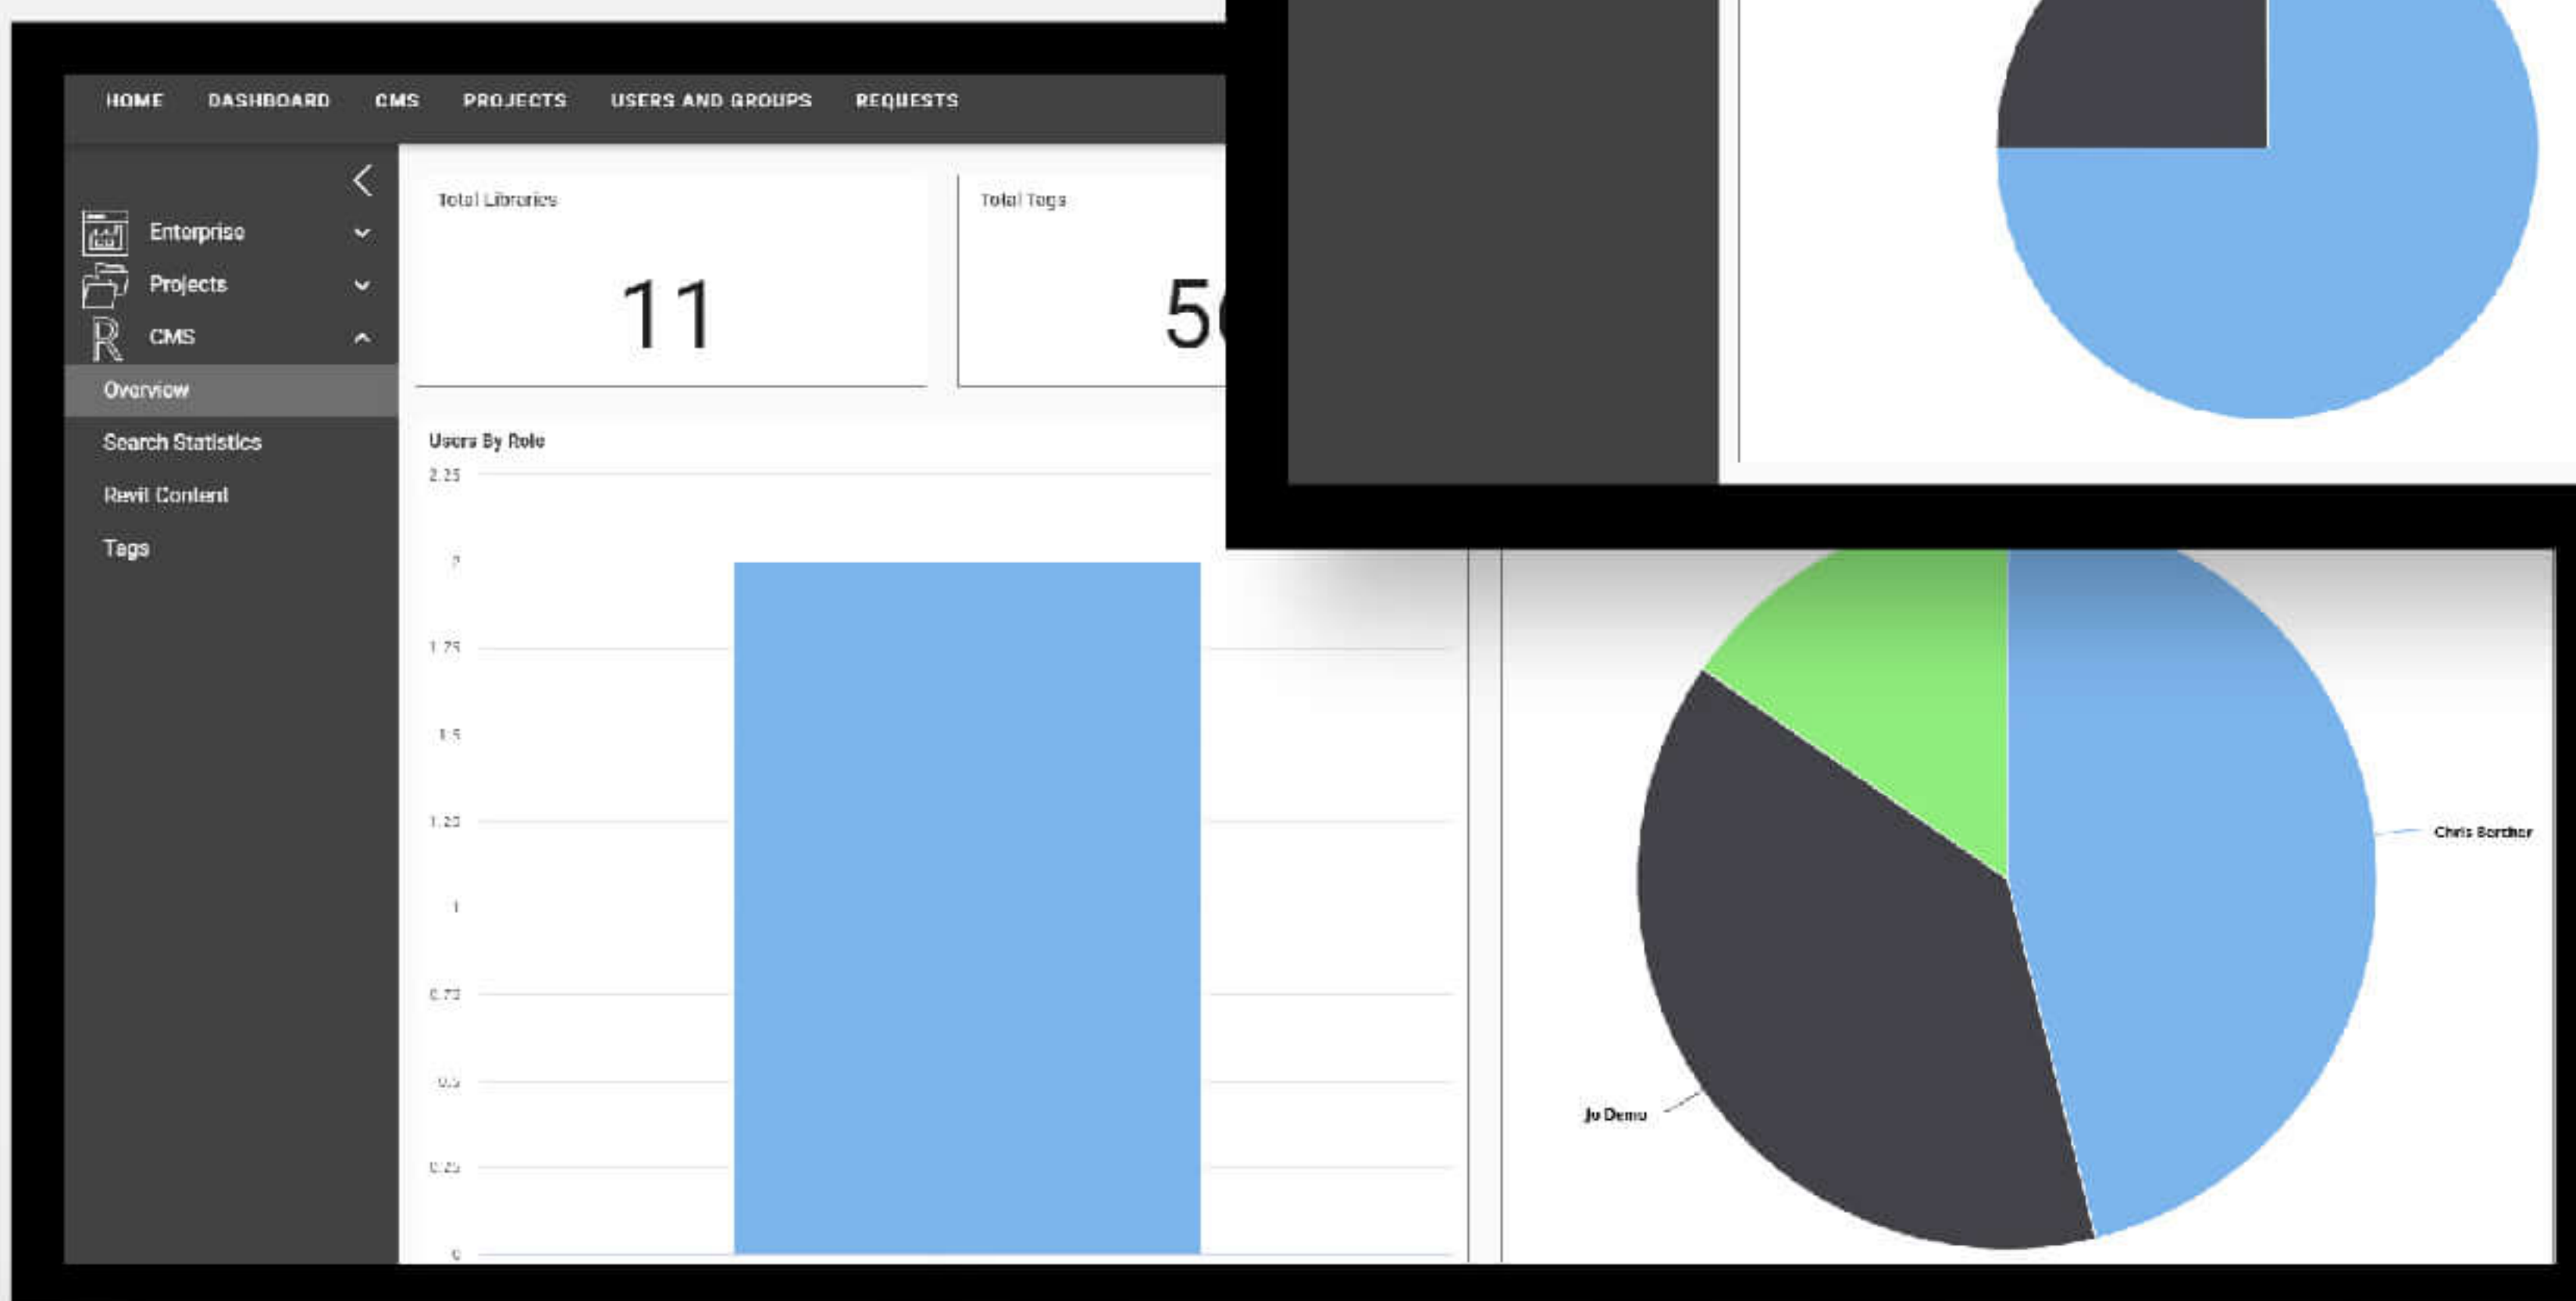 HOME DASHBOARD CMS PROJECTS USERS AND GROUPS REQUESTS
Enterprise
Projects
CMS
Overview
Search Statistics
Revit Content
Tags
Total Libraries
11
Total Tags
Users By Role
2.25
2
1.75
1.5
1.25
1
0.75
0.5
0.25
0
Chris Bercher
Jo Demo